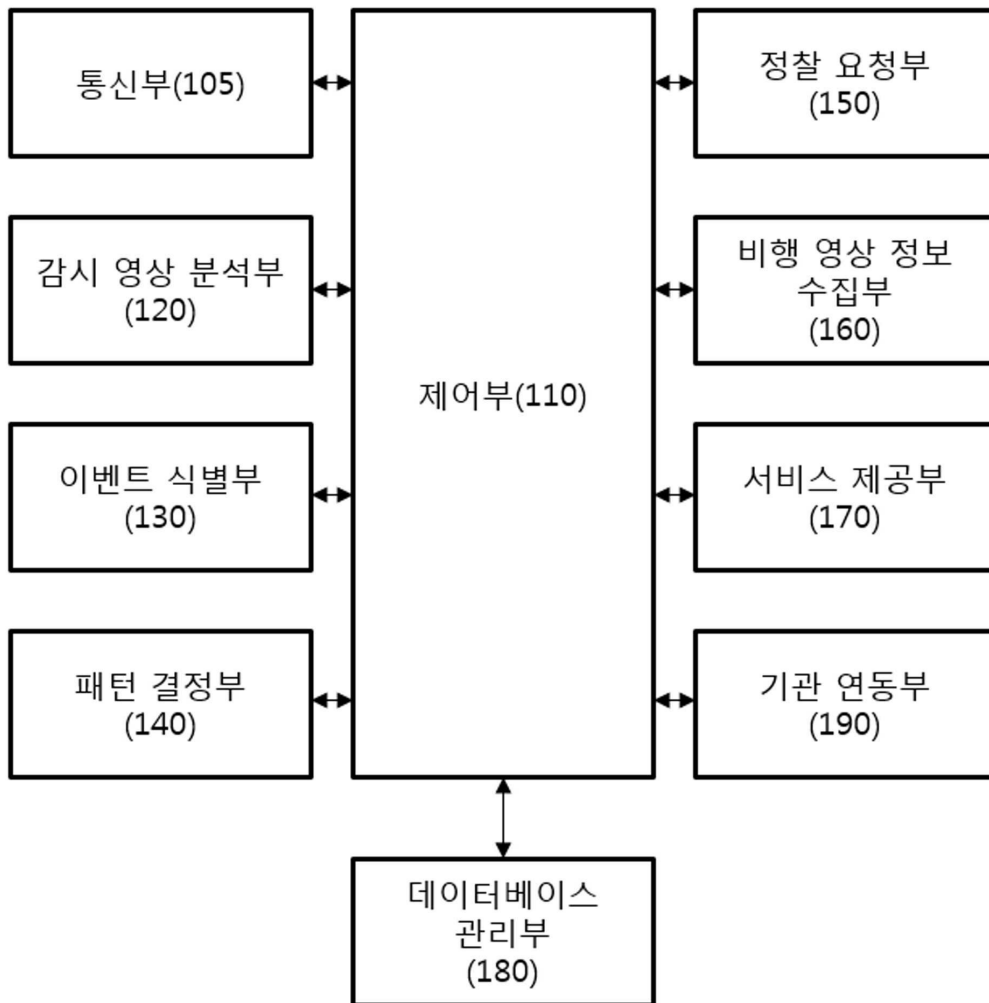 통신부(105)
감시 영상 분석부
(120)
이벤트 식별부
(130)
패턴 결정부
(140)
제어부(110)
정찰 요청부
(150)
비행 영상 정보
수집부
(160)
서비스 제공부
(170)
기관 연동부
(190)
데이터베이스
관리부
(180)